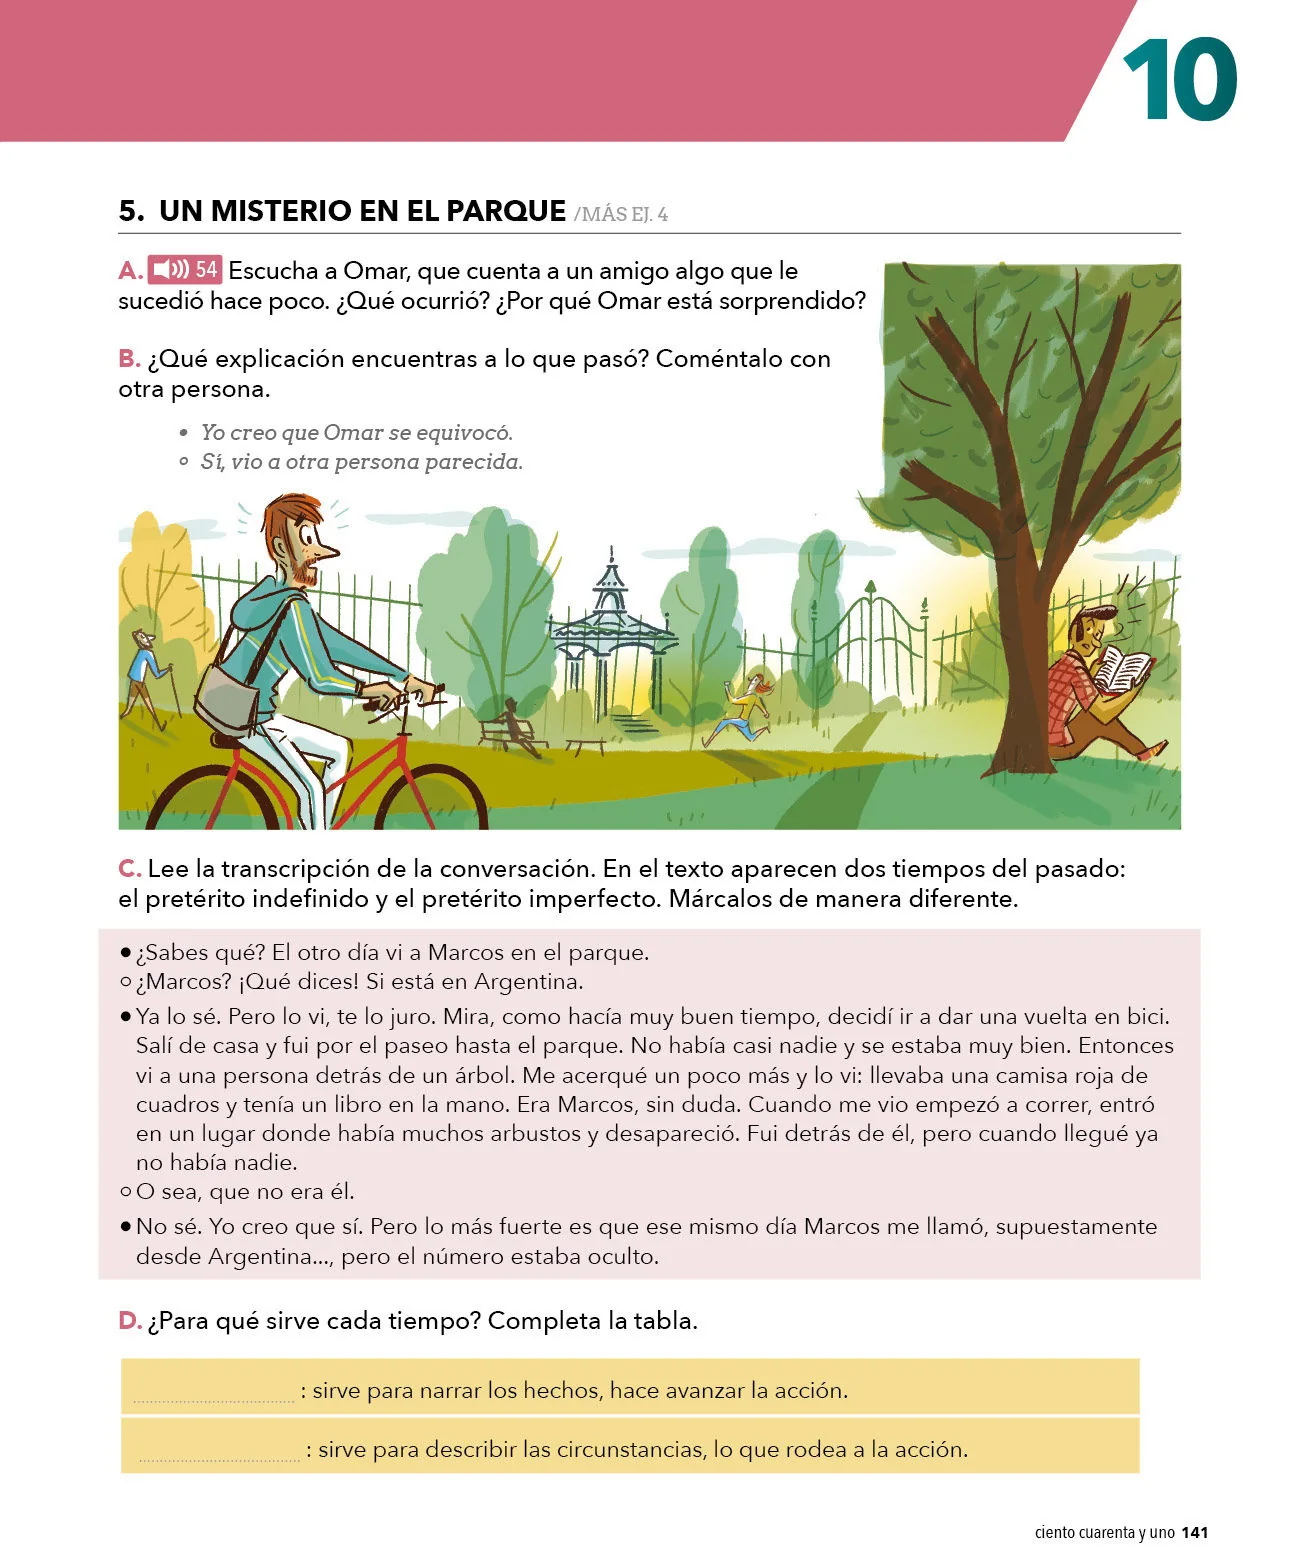 10
5. UN MISTERIO EN EL PARQUE /MÁS EJ. 4
A. 54 Escucha a Omar, que cuenta a un amigo algo que le
sucedió hace poco. ¿Qué ocurrió? ¿Por qué Omar está sorprendido?
B. ¿Qué explicación encuentras a lo que pasó? Coméntalo con
otra persona.
• Yo creo que Omar se equivocó.
○ Sí, vio a otra persona parecida.
C. Lee la transcripción de la conversación. En el texto aparecen dos tiempos del pasado:
el pretérito indefinido y el pretérito imperfecto. Márcalos de manera diferente.
● ¿Sabes qué? El otro día vi a Marcos en el parque.
○ ¿Marcos? ¡Qué dices! Si está en Argentina.
● Ya lo sé. Pero lo vi, te lo juro. Mira, como hacía muy buen tiempo, decidí ir a dar una vuelta en bici.
Salí de casa y fui por el paseo hasta el parque. No había casi nadie y se estaba muy bien. Entonces
vi a una persona detrás de un árbol. Me acerqué un poco más y lo vi: llevaba una camisa roja de
cuadros y tenía un libro en la mano. Era Marcos, sin duda. Cuando me vio empezó a correr, entró
en un lugar donde había muchos arbustos y desapareció. Fui detrás de él, pero cuando llegué ya
no había nadie.
○ O sea, que no era él.
● No sé. Yo creo que sí. Pero lo más fuerte es que ese mismo día Marcos me llamó, supuestamente
desde Argentina..., pero el número estaba oculto.
D. ¿Para qué sirve cada tiempo? Completa la tabla.
.................................. : sirve para narrar los hechos, hace avanzar la acción.
.................................. : sirve para describir las circunstancias, lo que rodea a la acción.
ciento cuarenta y uno 141